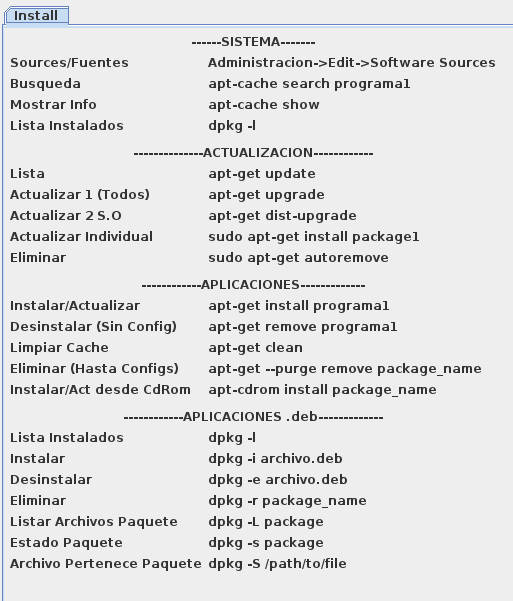 Install
------SISTEMA-------
Sources/Fuentes Administracion->Edit->Software Sources
Busqueda apt-cache search programa1
Mostrar Info apt-cache show
Lista Instalados dpkg -l
--------------ACTUALIZACION------------
Lista apt-get update
Actualizar 1 (Todos) apt-get upgrade
Actualizar 2 S.O apt-get dist-upgrade
Actualizar Individual sudo apt-get install package1
Eliminar sudo apt-get autoremove
------------APLICACIONES-------------
Instalar/Actualizar apt-get install programa1
Desinstalar (Sin Config) apt-get remove programa1
Limpiar Cache apt-get clean
Eliminar (Hasta Configs) apt-get --purge remove package_name
Instalar/Act desde CdRom apt-cdrom install package_name
------------APLICACIONES .deb-------------
Lista Instalados dpkg -l
Instalar dpkg -i archivo.deb
Desinstalar dpkg -e archivo.deb
Eliminar dpkg -r package_name
Listar Archivos Paquete dpkg -L package
Estado Paquete dpkg -s package
Archivo Pertenece Paquete dpkg -S /path/to/file